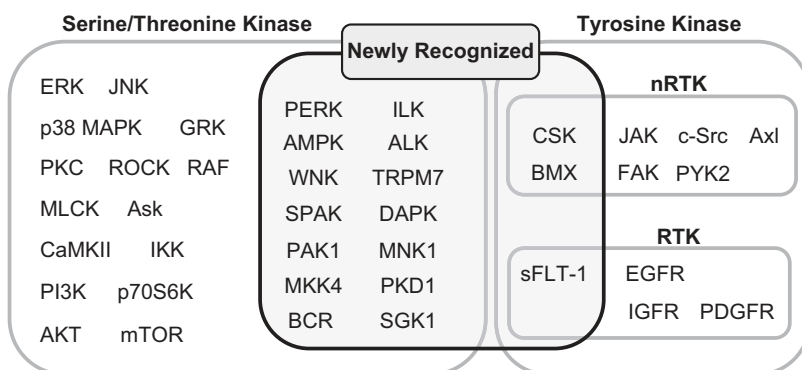 Serine/Threonine Kinase
Newly Recognized
Tyrosine Kinase
ERK JNK
p38 MAPK GRK
PKC ROCK RAF
MLCK Ask
CaMKII IKK
PI3K p70S6K
AKT mTOR
PERK ILK
AMPK ALK
WNK TRPM7
SPAK DAPK
PAK1 MNK1
MKK4 PKD1
BCR SGK1
nRTK
CSK JAK c-Src Axl
BMX FAK PYK2
RTK
sFLT-1 EGFR
IGFR PDGFR